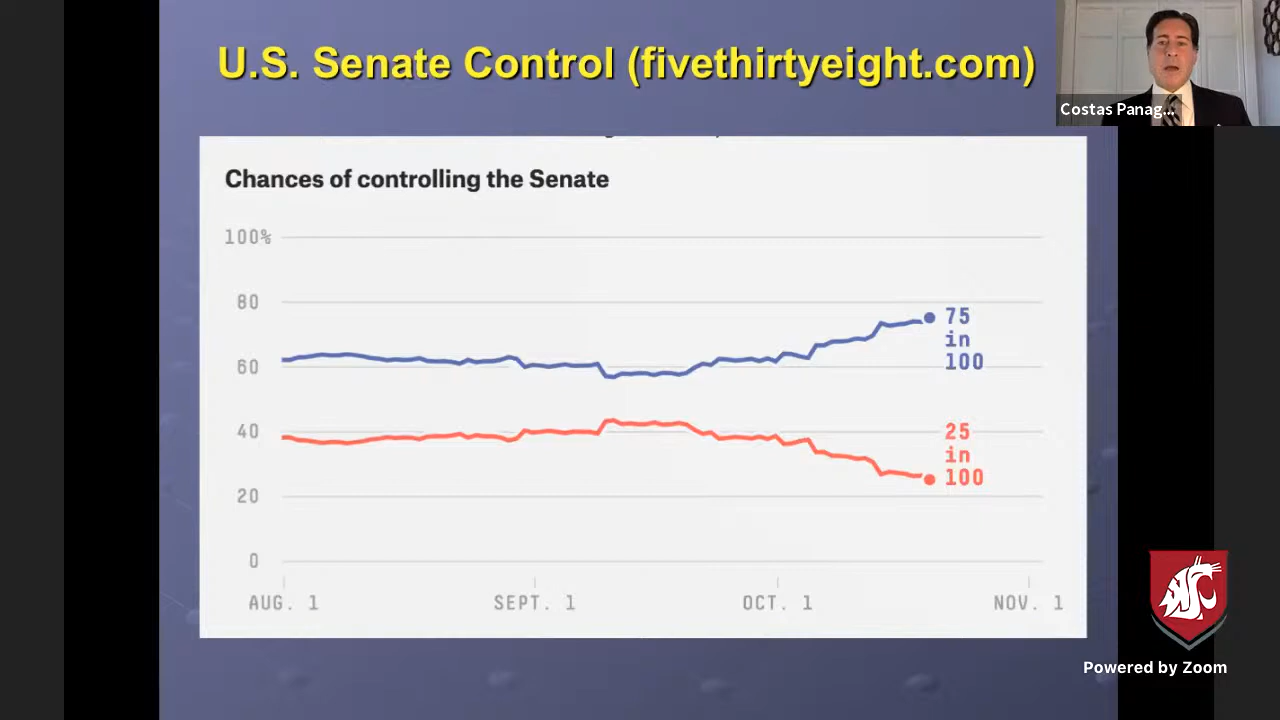 U.S. Senate Control (fivethirtyeight.com)
Costas Panag...
Chances of controlling the Senate
100%
80
60
40
20
0
75
in
100
25
in
100
AUG. 1
SEPT. 1
OCT. 1
NOV. 1
Powered by Zoom